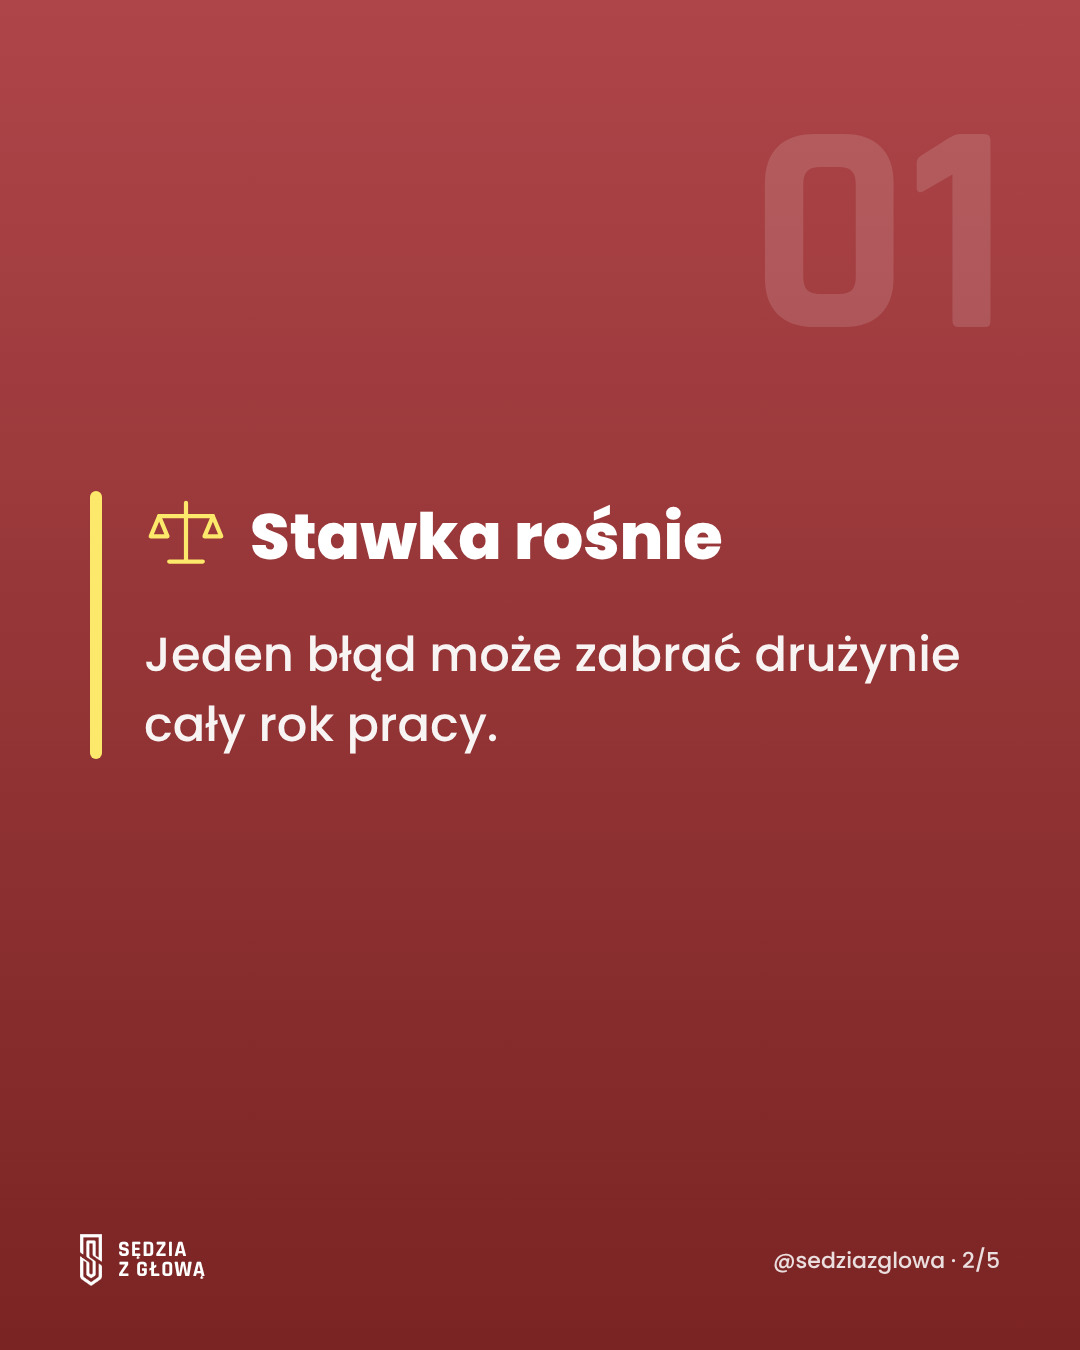 01
Stawka rośnie
Jeden błąd może zabrać drużynie
cały rok pracy.
SĘDZIA
Z GŁOWĄ
@sedziazglowa · 2/5